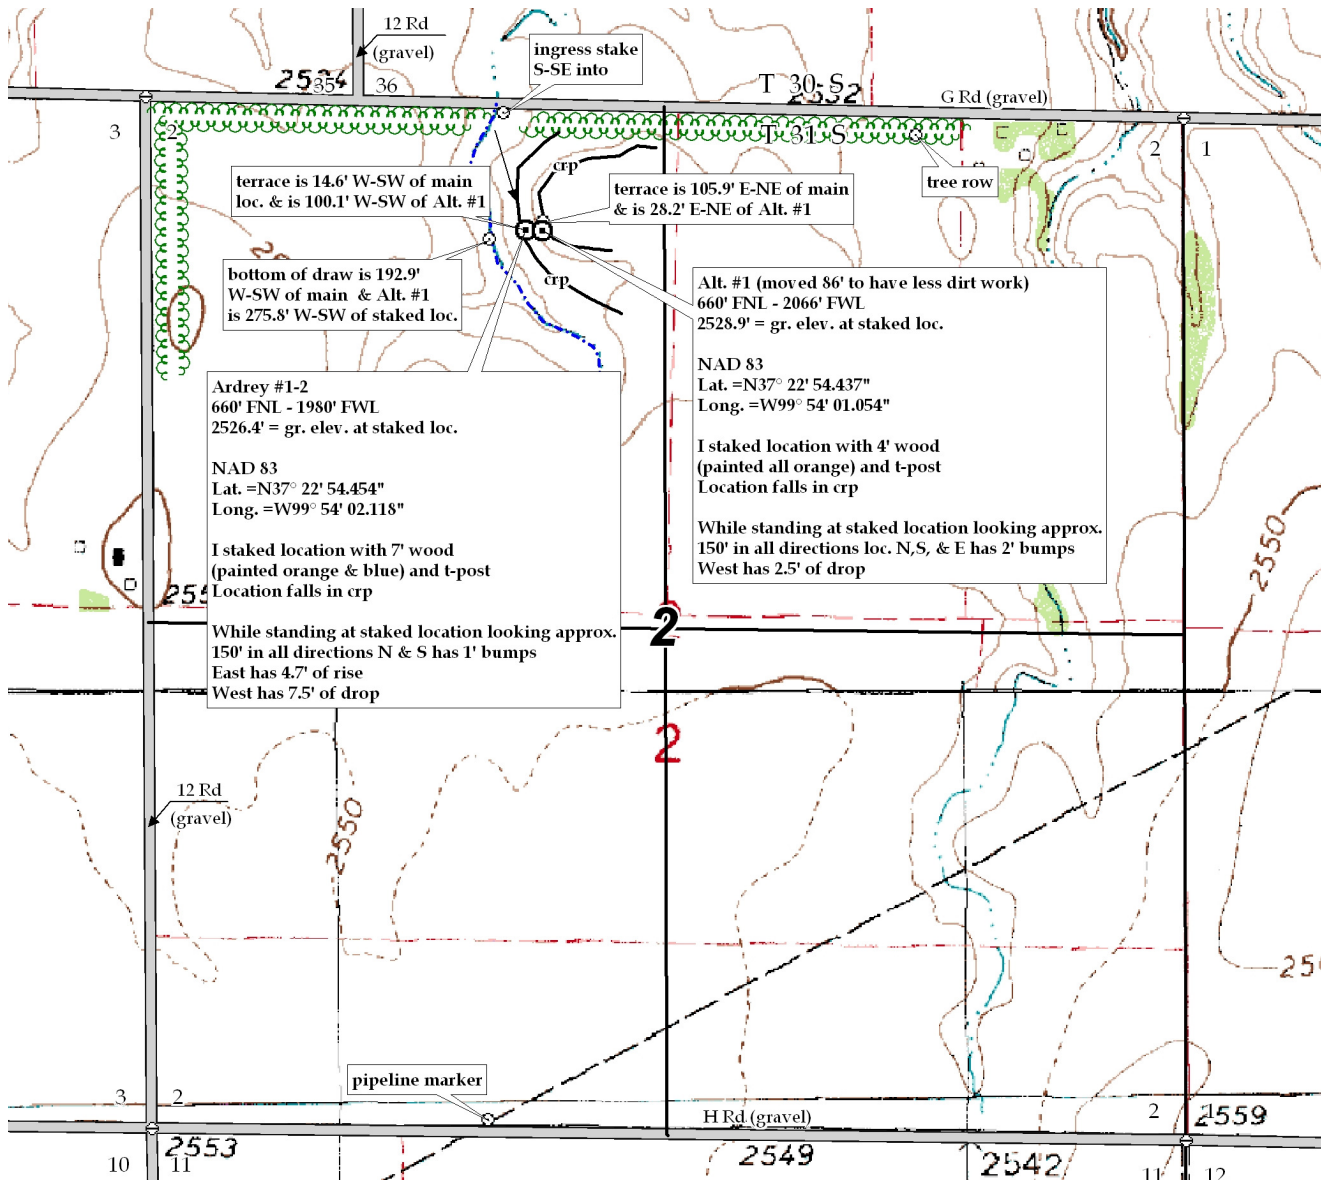 12 Rd
(gravel)
ingress stake
S-SE into
35
36
T 30 S
2532
G Rd (gravel)
3
2
T 31 S
2
1
crp
tree row
terrace is 14.6' W-SW of main
loc. & is 100.1' W-SW of Alt. #1
terrace is 105.9' E-NE of main
& is 28.2' E-NE of Alt. #1
bottom of draw is 192.9'
W-SW of main & Alt. #1
is 275.8' W-SW of staked loc.
crp
Alt. #1 (moved 86' to have less dirt work)
660' FNL - 2066' FWL
2528.9' = gr. elev. at staked loc.
NAD 83
Lat. =N37° 22' 54.437"
Long. =W99° 54' 01.054"
I staked location with 4' wood
(painted all orange) and t-post
Location falls in crp
While standing at staked location looking approx.
150' in all directions loc. N,S, & E has 2' bumps
West has 2.5' of drop
Ardrey #1-2
660' FNL - 1980' FWL
2526.4' = gr. elev. at staked loc.
NAD 83
Lat. =N37° 22' 54.454"
Long. =W99° 54' 02.118"
I staked location with 7' wood
(painted orange & blue) and t-post
Location falls in crp
While standing at staked location looking approx.
150' in all directions N & S has 1' bumps
East has 4.7' of rise
West has 7.5' of drop
2550
2
2
12 Rd
(gravel)
2550
pipeline marker
3
2
H Rd (gravel)
2
1
2559
2553
2549
2542
10
11
11
12